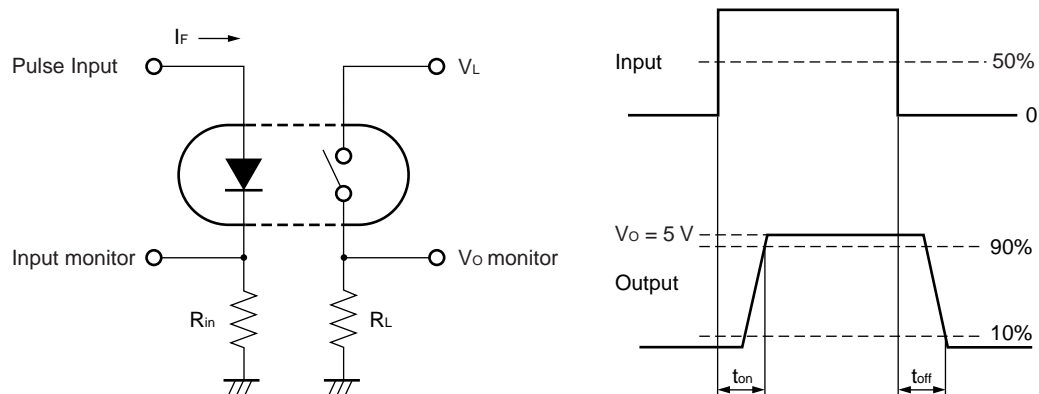 IF
Pulse Input
VL
Input monitor
VO monitor
Rin
RL
Input
50%
0
VO = 5 V
90%
Output
10%
ton
toff